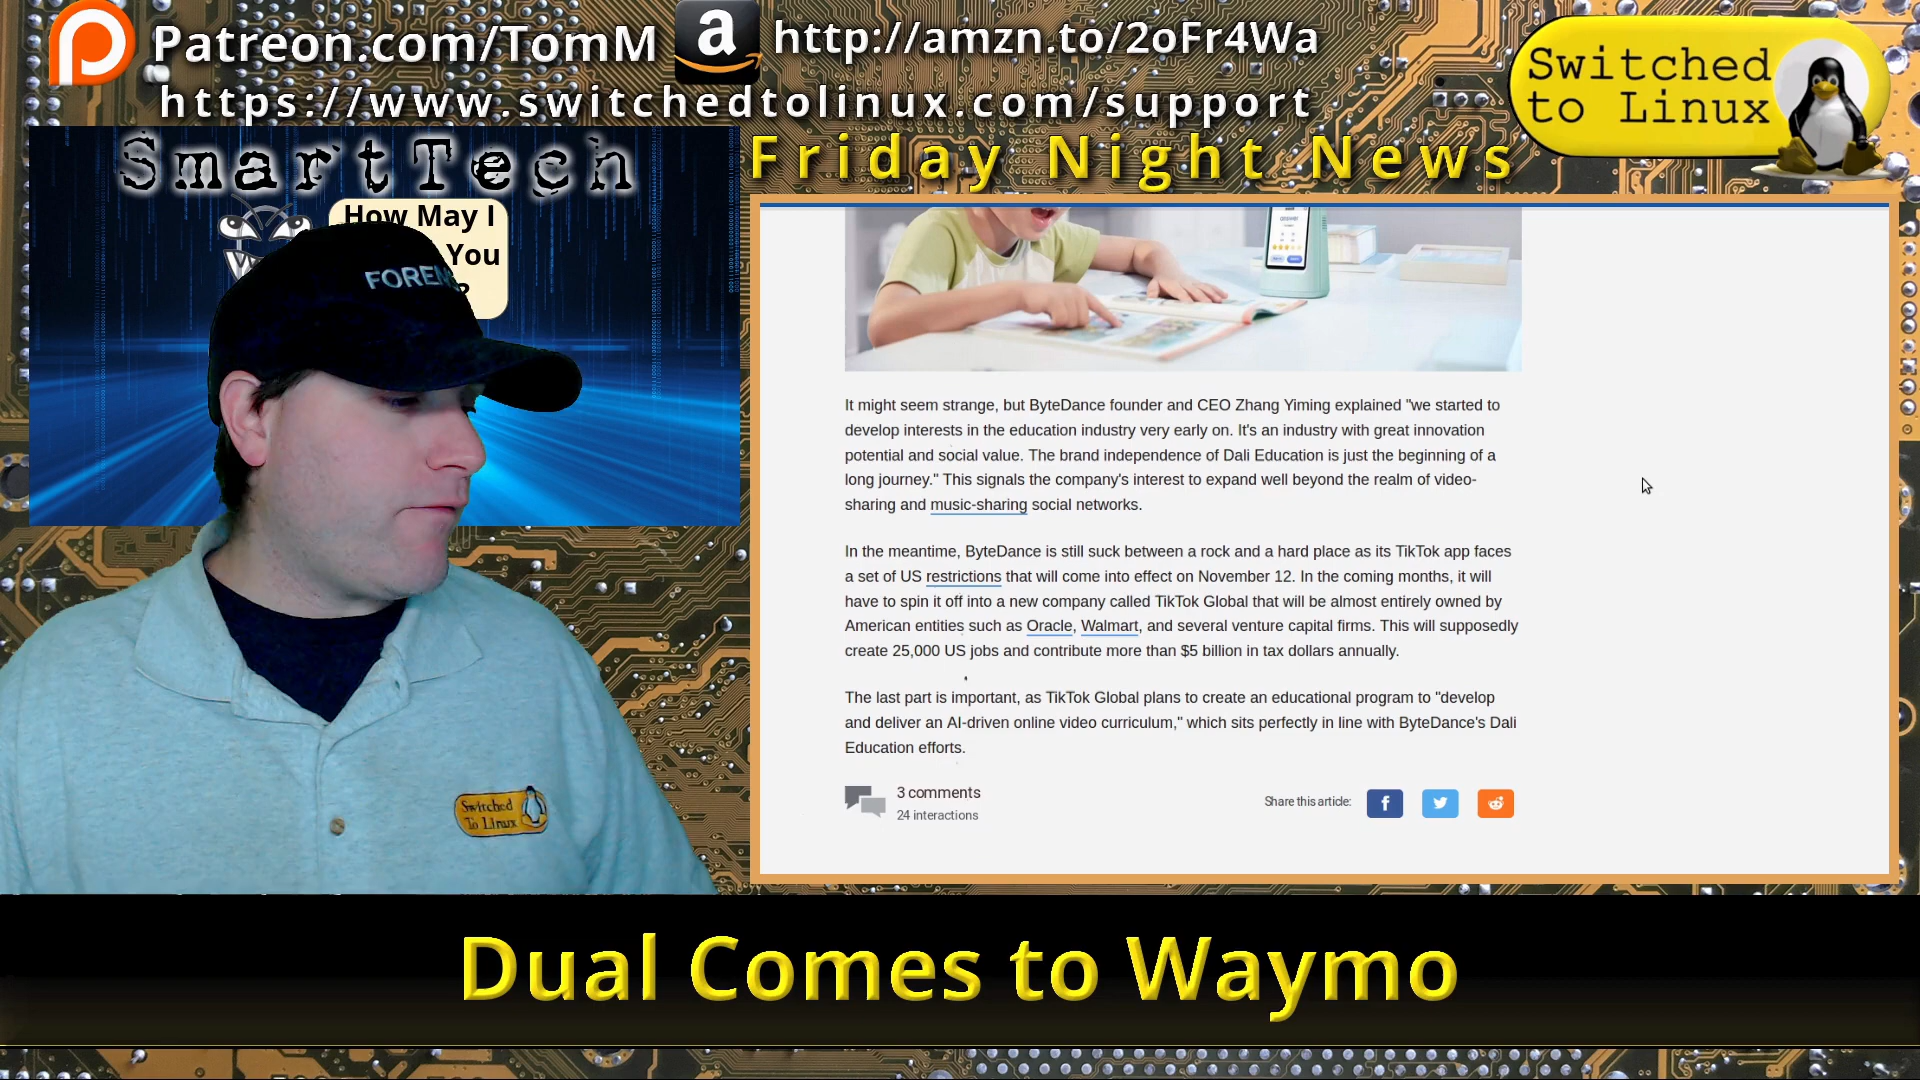 Patreon.com/TomM
a
http://amzn.to/2oFr4Wa
https://www.switchedtolinux.com/support
Switched
to Linux
SmartTech
Friday Night News
How May I
You
?
FOREN
It might seem strange, but ByteDance founder and CEO Zhang Yiming explained "we started to
develop interests in the education industry very early on. It's an industry with great innovation
potential and social value. The brand independence of Dali Education is just the beginning of a
long journey." This signals the company's interest to expand well beyond the realm of video-
sharing and music-sharing social networks.
In the meantime, ByteDance is still suck between a rock and a hard place as its TikTok app faces
a set of US restrictions that will come into effect on November 12. In the coming months, it will
have to spin it off into a new company called TikTok Global that will be almost entirely owned by
American entities such as Oracle, Walmart, and several venture capital firms. This will supposedly
create 25,000 US jobs and contribute more than $5 billion in tax dollars annually.
The last part is important, as TikTok Global plans to create an educational program to "develop
and deliver an AI-driven online video curriculum," which sits perfectly in line with ByteDance's Dali
Education efforts.
3 comments
24 interactions
Share this article:
Switched
To Linux
Dual Comes to Waymo